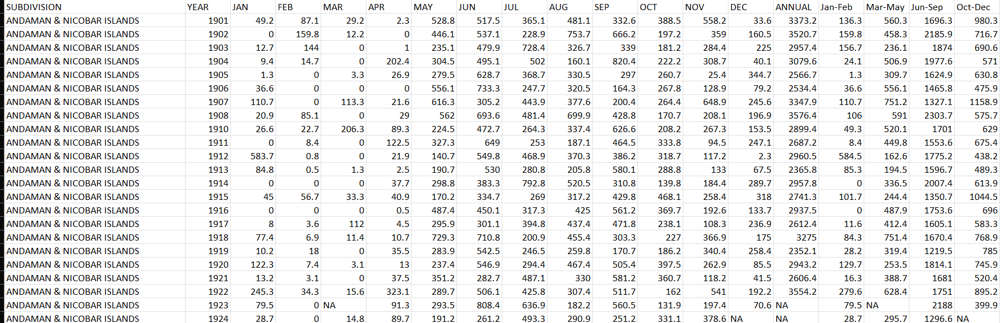 SUBDIVISION YEAR JAN FEB MAR APR MAY JUN JUL AUG SEP OCT NOV DEC ANNUAL Jan-Feb Mar-May Jun-Sep Oct-Dec
ANDAMAN & NICOBAR ISLANDS 1901 49.2 87.1 29.2 2.3 528.8 517.5 365.1 481.1 332.6 388.5 558.2 33.6 3373.2 136.3 560.3 1696.3 980.3
ANDAMAN & NICOBAR ISLANDS 1902 0 159.8 12.2 0 446.1 537.1 228.9 753.7 666.2 197.2 359 160.5 3520.7 159.8 458.3 2185.9 716.7
ANDAMAN & NICOBAR ISLANDS 1903 12.7 144 0 1 235.1 479.9 728.4 326.7 339 181.2 284.4 225 2957.4 156.7 236.1 1874 690.6
ANDAMAN & NICOBAR ISLANDS 1904 9.4 14.7 0 202.4 304.5 495.1 502 160.1 820.4 222.2 308.7 40.1 3079.6 24.1 506.9 1977.6 571
ANDAMAN & NICOBAR ISLANDS 1905 1.3 0 3.3 26.9 279.5 628.7 368.7 330.5 297 260.7 25.4 344.7 2566.7 1.3 309.7 1624.9 630.8
ANDAMAN & NICOBAR ISLANDS 1906 36.6 0 0 0 556.1 733.3 247.7 320.5 164.3 267.8 128.9 79.2 2534.4 36.6 556.1 1465.8 475.9
ANDAMAN & NICOBAR ISLANDS 1907 110.7 0 113.3 21.6 616.3 305.2 443.9 377.6 200.4 264.4 648.9 245.6 3347.9 110.7 751.2 1327.1 1158.9
ANDAMAN & NICOBAR ISLANDS 1908 20.9 85.1 0 29 562 693.6 481.4 699.9 428.8 170.7 208.1 196.9 3576.4 106 591 2303.7 575.7
ANDAMAN & NICOBAR ISLANDS 1910 26.6 22.7 206.3 89.3 224.5 472.7 264.3 337.4 626.6 208.2 267.3 153.5 2899.4 49.3 520.1 1701 629
ANDAMAN & NICOBAR ISLANDS 1911 0 8.4 0 122.5 327.3 649 253 187.1 464.5 333.8 94.5 247.1 2687.2 8.4 449.8 1553.6 675.4
ANDAMAN & NICOBAR ISLANDS 1912 583.7 0.8 0 21.9 140.7 549.8 468.9 370.3 386.2 318.7 117.2 2.3 2960.5 584.5 162.6 1775.2 438.2
ANDAMAN & NICOBAR ISLANDS 1913 84.8 0.5 1.3 2.5 190.7 530 280.8 205.8 580.1 288.8 133 67.5 2365.8 85.3 194.5 1596.7 489.3
ANDAMAN & NICOBAR ISLANDS 1914 0 0 0 37.7 298.8 383.3 792.8 520.5 310.8 139.8 184.4 289.7 2957.8 0 336.5 2007.4 613.9
ANDAMAN & NICOBAR ISLANDS 1915 45 56.7 33.3 40.9 170.2 334.7 269 317.2 429.8 468.1 258.4 318 2741.3 101.7 244.4 1350.7 1044.5
ANDAMAN & NICOBAR ISLANDS 1916 0 0 0 0.5 487.4 450.1 317.3 425 561.2 369.7 192.6 133.7 2937.5 0 487.9 1753.6 696
ANDAMAN & NICOBAR ISLANDS 1917 8 3.6 112 4.5 295.9 301.1 394.8 437.4 471.8 238.1 108.3 236.9 2612.4 11.6 412.4 1605.1 583.3
ANDAMAN & NICOBAR ISLANDS 1918 77.4 6.9 11.4 10.7 729.3 710.8 200.9 455.4 303.3 227 366.9 175 3275 84.3 751.4 1670.4 768.9
ANDAMAN & NICOBAR ISLANDS 1919 10.2 18 0 35.5 283.9 542.5 246.5 259.8 170.7 186.2 340.4 258.4 2352.1 28.2 319.4 1219.5 785
ANDAMAN & NICOBAR ISLANDS 1920 122.3 7.4 3.1 13 237.4 546.9 294.4 467.4 505.4 397.5 262.9 85.5 2943.2 129.7 253.5 1814.1 745.9
ANDAMAN & NICOBAR ISLANDS 1921 13.2 3.1 0 37.5 351.2 282.7 487.1 330 581.2 360.7 118.2 41.5 2606.4 16.3 388.7 1681 520.4
ANDAMAN & NICOBAR ISLANDS 1922 245.3 34.3 15.6 323.1 289.7 506.1 425.8 307.4 511.7 162 541 192.2 3554.2 279.6 628.4 1751 895.2
ANDAMAN & NICOBAR ISLANDS 1923 79.5 0 NA 91.3 293.5 808.4 636.9 182.2 560.5 131.9 197.4 70.6 NA 79.5 NA 2188 399.9
ANDAMAN & NICOBAR ISLANDS 1924 28.7 0 14.8 89.7 191.2 261.2 493.3 290.9 251.2 331.1 378.6 NA NA 28.7 295.7 1296.6 NA